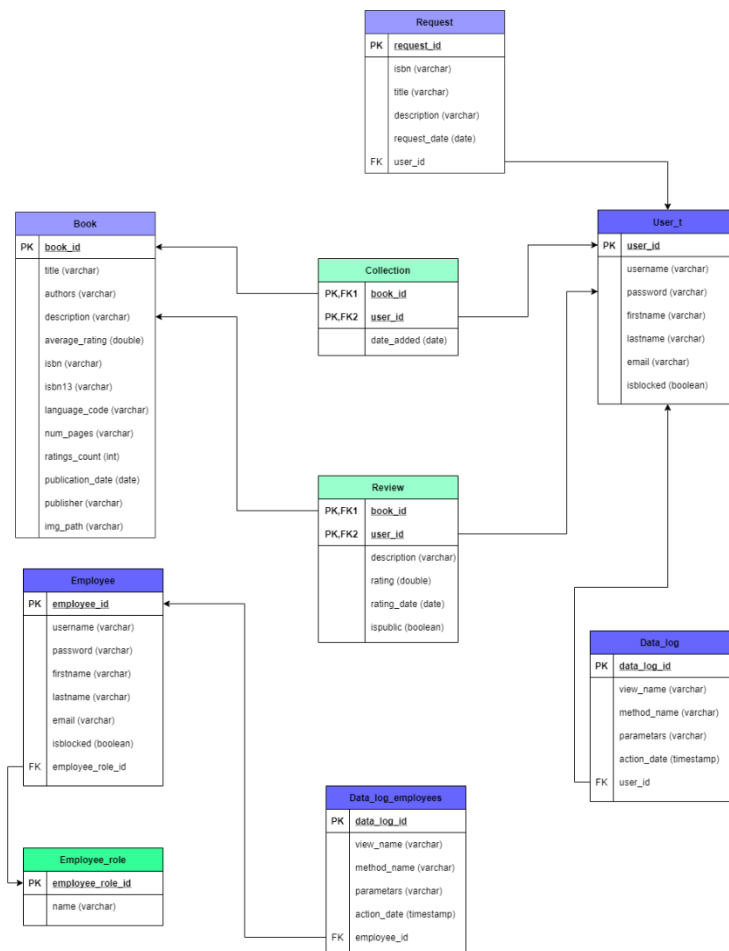 Request
PK request_id
isbn (varchar)
title (varchar)
description (varchar)
request_date (date)
FK user_id
Book
PK book_id
title (varchar)
authors (varchar)
description (varchar)
average_rating (double)
isbn (varchar)
isbn13 (varchar)
language_code (varchar)
num_pages (varchar)
ratings_count (int)
publication_date (date)
publisher (varchar)
img_path (varchar)
Collection
PK,FK1 book_id
PK,FK2 user_id
date_added (date)
User_t
PK user_id
username (varchar)
password (varchar)
firstname (varchar)
lastname (varchar)
email (varchar)
isblocked (boolean)
Review
PK,FK1 book_id
PK,FK2 user_id
description (varchar)
rating (double)
rating_date (date)
ispublic (boolean)
Employee
PK employee_id
username (varchar)
password (varchar)
firstname (varchar)
lastname (varchar)
email (varchar)
isblocked (boolean)
FK employee_role_id
Data_log
PK data_log_id
view_name (varchar)
method_name (varchar)
parametars (varchar)
action_date (timestamp)
FK user_id
Data_log_employees
PK data_log_id
view_name (varchar)
method_name (varchar)
parametars (varchar)
action_date (timestamp)
FK employee_id
Employee_role
PK employee_role_id
name (varchar)